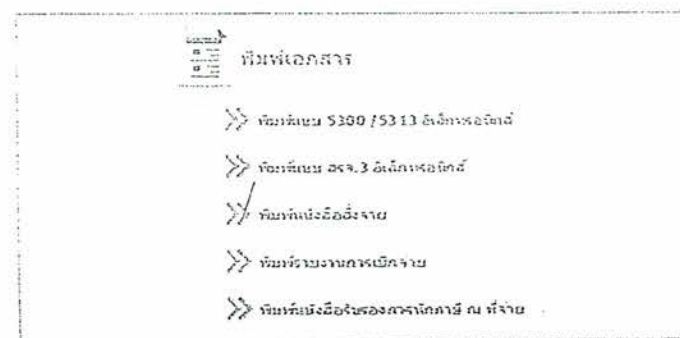 พิมพ์เอกสาร
พิมพ์แบบ 5300 /5313 อิเล็กทรอนิกส์
พิมพ์แบบ สรจ.3 อิเล็กทรอนิกส์
พิมพ์หนังสือสั่งจ่าย
พิมพ์รายงานการเบิกจ่าย
พิมพ์หนังสือรับรองการหักภาษี ณ ที่จ่าย